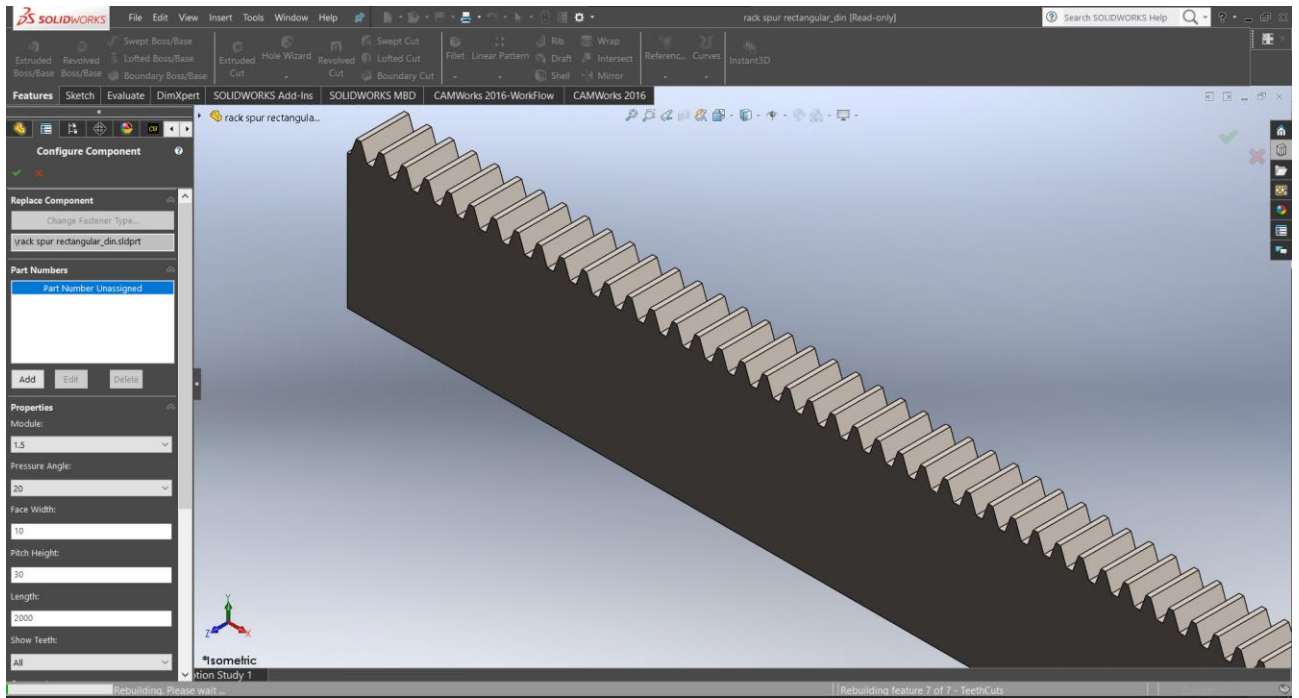 SOLIDWORKS File Edit View Insert Tools Window Help rack spur rectangular_din [Read-only] Search SOLIDWORKS Help
Extruded Boss/Base
Revolved Boss/Base
Swept Boss/Base
Lofted Boss/Base
Boundary Boss/Base
Extruded Cut
Hole Wizard
Revolved Cut
Swept Cut
Lofted Cut
Boundary Cut
Fillet
Linear Pattern
Rib
Draft
Shell
Wrap
Intersect
Mirror
Referenc...
Curves
Instant3D
Features Sketch Evaluate DimXpert SOLIDWORKS Add-Ins SOLIDWORKS MBD CAMWorks 2016-WorkFlow CAMWorks 2016
rack spur rectangula...
Configure Component
Replace Component
Change Fastener Type...
\rack spur rectangular_din.sldprt
Part Numbers
Part Number Unassigned
Add Edit Delete
Properties
Module:
1.5
Pressure Angle:
20
Face Width:
10
Pitch Height:
30
Length:
2000
Show Teeth:
All
Y
Z X
*Isometric
otion Study 1
Rebuilding, Please wait ... Rebuilding feature 7 of 7 - TeethCuts